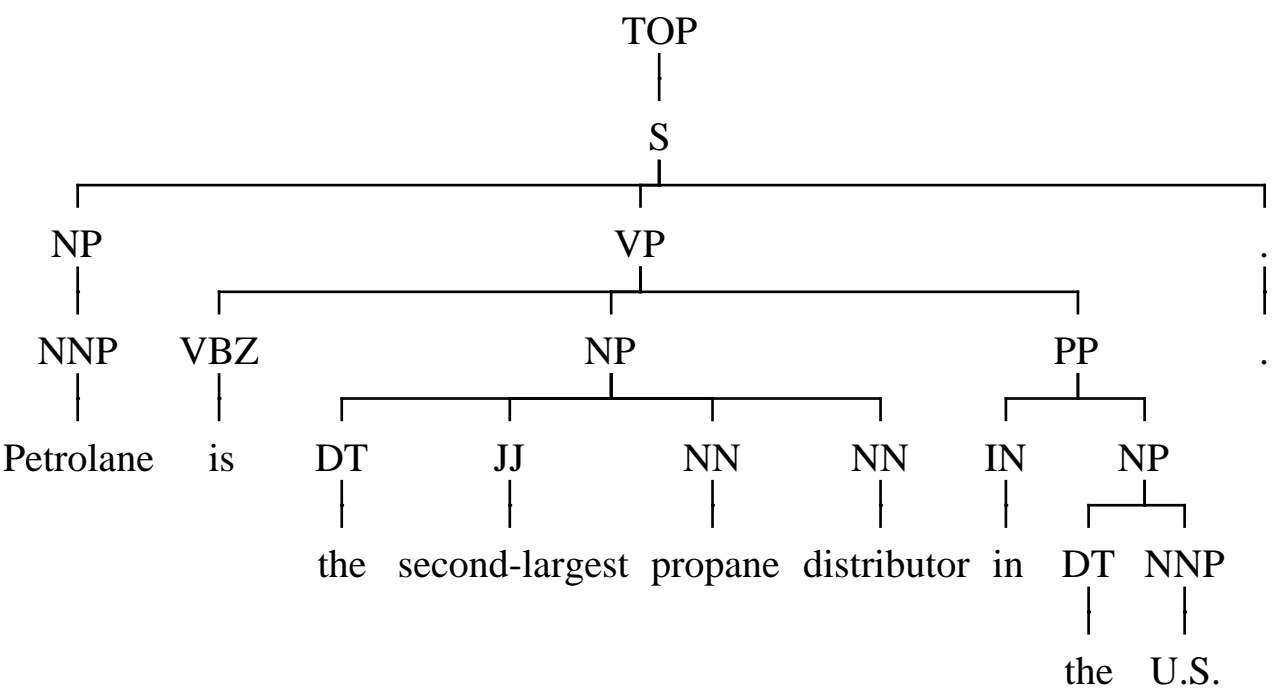 TOP
S
NP VP .
NNP VBZ NP PP .
Petrolane is DT JJ NN NN IN NP
the second-largest propane distributor in DT NNP
the U.S.